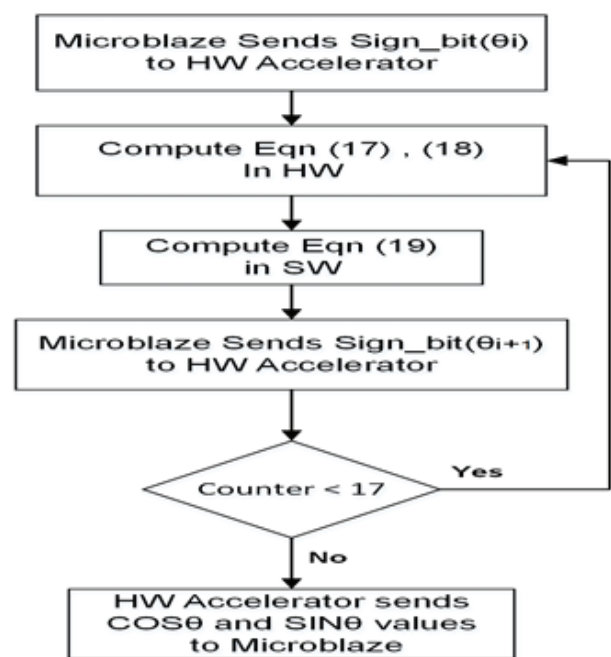 Microblaze Sends Sign_bit(θi)
to HW Accelerator
Compute Eqn (17) , (18)
In HW
Compute Eqn (19)
in SW
Microblaze Sends Sign_bit(θi+1)
to HW Accelerator
Counter < 17
Yes
No
HW Accelerator sends
COSθ and SINθ values
to Microblaze